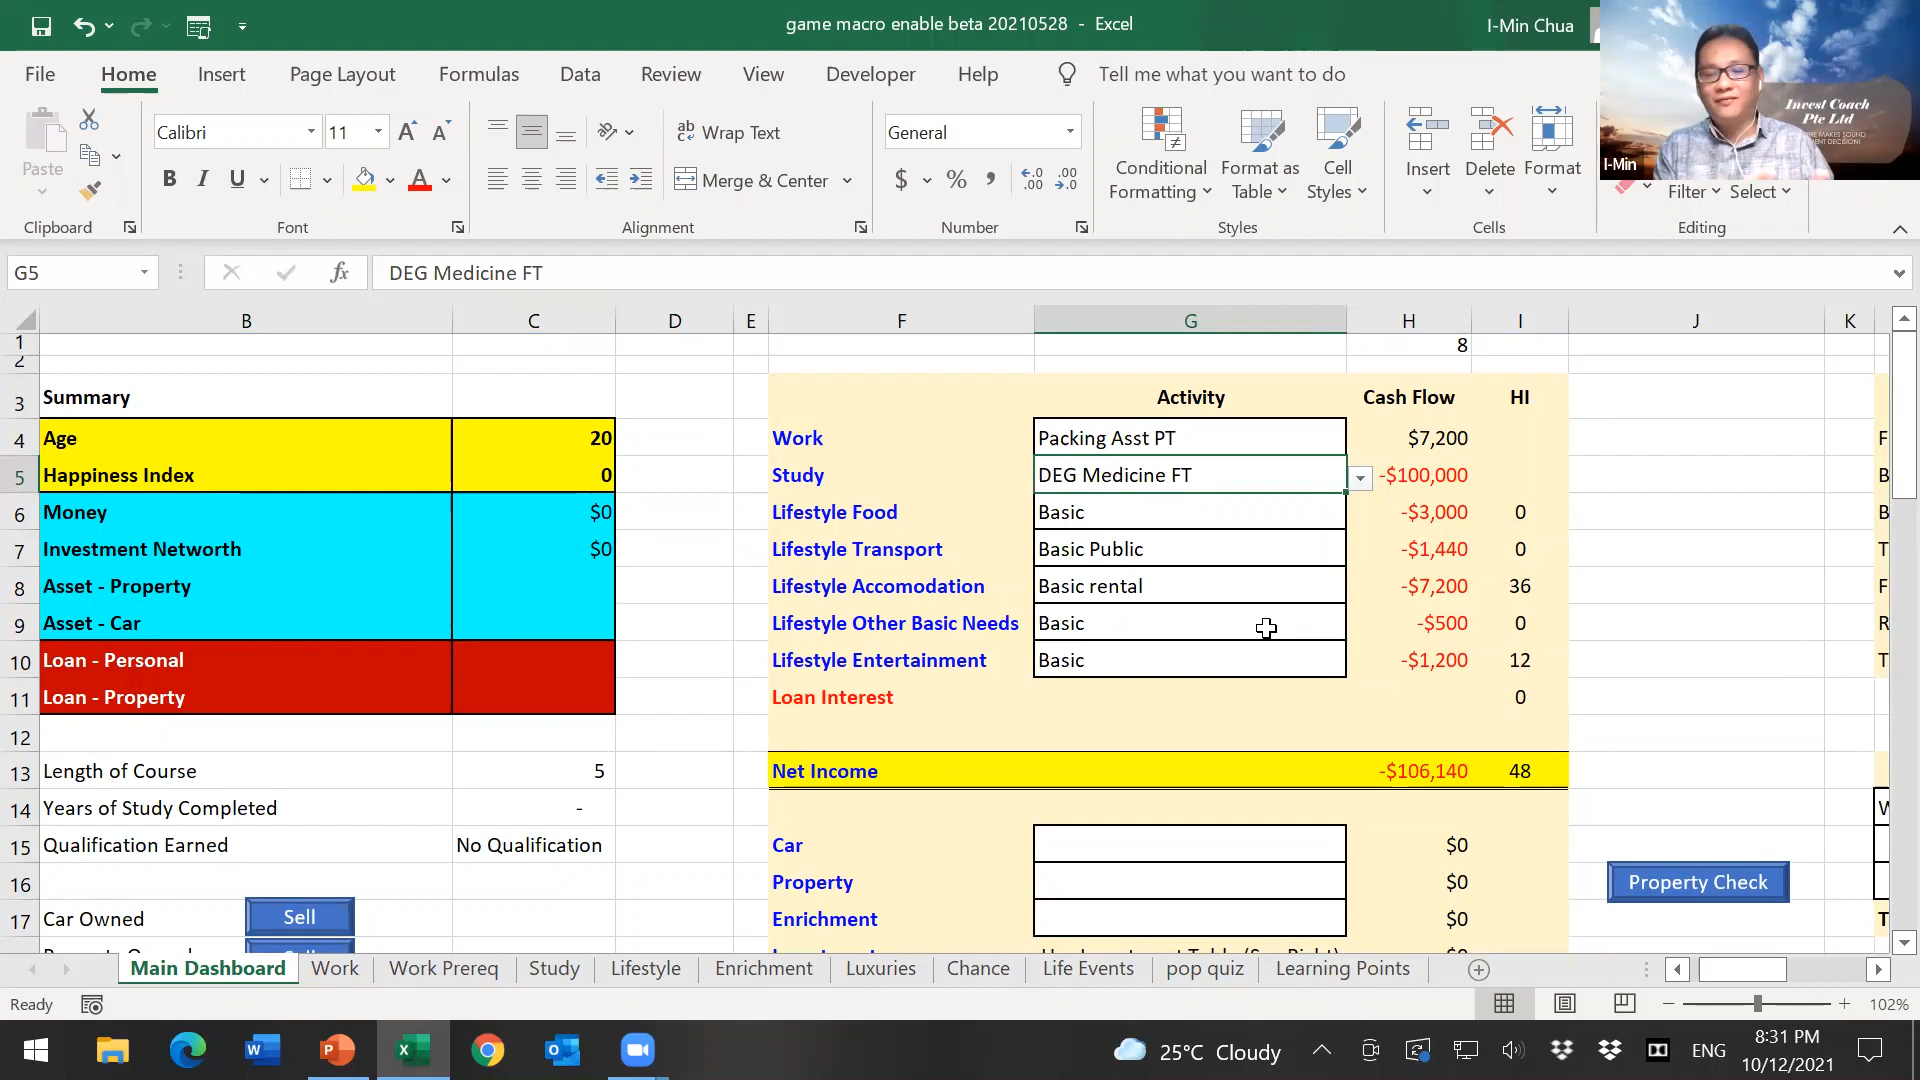 game macro enable beta 20210528 - Excel
I-Min Chua
File Home Insert Page Layout Formulas Data Review View Developer Help Tell me what you want to do
Invest Coach
Pte Ltd
I-Min
Paste
Calibri 11
Wrap Text
Merge & Center
General
Conditional
Formatting
Format as
Table
Cell
Styles
Insert Delete Format
Filter Select
Clipboard Font Alignment Number Styles Cells Editing
G5 fx DEG Medicine FT
B C D E F G H I J K
1 8
2
3 Summary Activity Cash Flow HI
4 Age 20 Work Packing Asst PT $7,200 F
5 Happiness Index 0 Study DEG Medicine FT -$100,000 B
6 Money $0 Lifestyle Food Basic -$3,000 0 B
7 Investment Networth $0 Lifestyle Transport Basic Public -$1,440 0 T
8 Asset - Property Lifestyle Accomodation Basic rental -$7,200 36 F
9 Asset - Car Lifestyle Other Basic Needs Basic -$500 0 R
10 Loan - Personal Lifestyle Entertainment Basic -$1,200 12 T
11 Loan - Property Loan Interest 0
12
13 Length of Course 5 Net Income -$106,140 48
14 Years of Study Completed -
15 Qualification Earned No Qualification Car $0
16 Property $0 Property Check
17 Car Owned Sell Enrichment $0
Main Dashboard Work Work Prereq Study Lifestyle Enrichment Luxuries Chance Life Events pop quiz Learning Points
Ready 102%
25°C Cloudy ENG 8:31 PM
10/12/2021